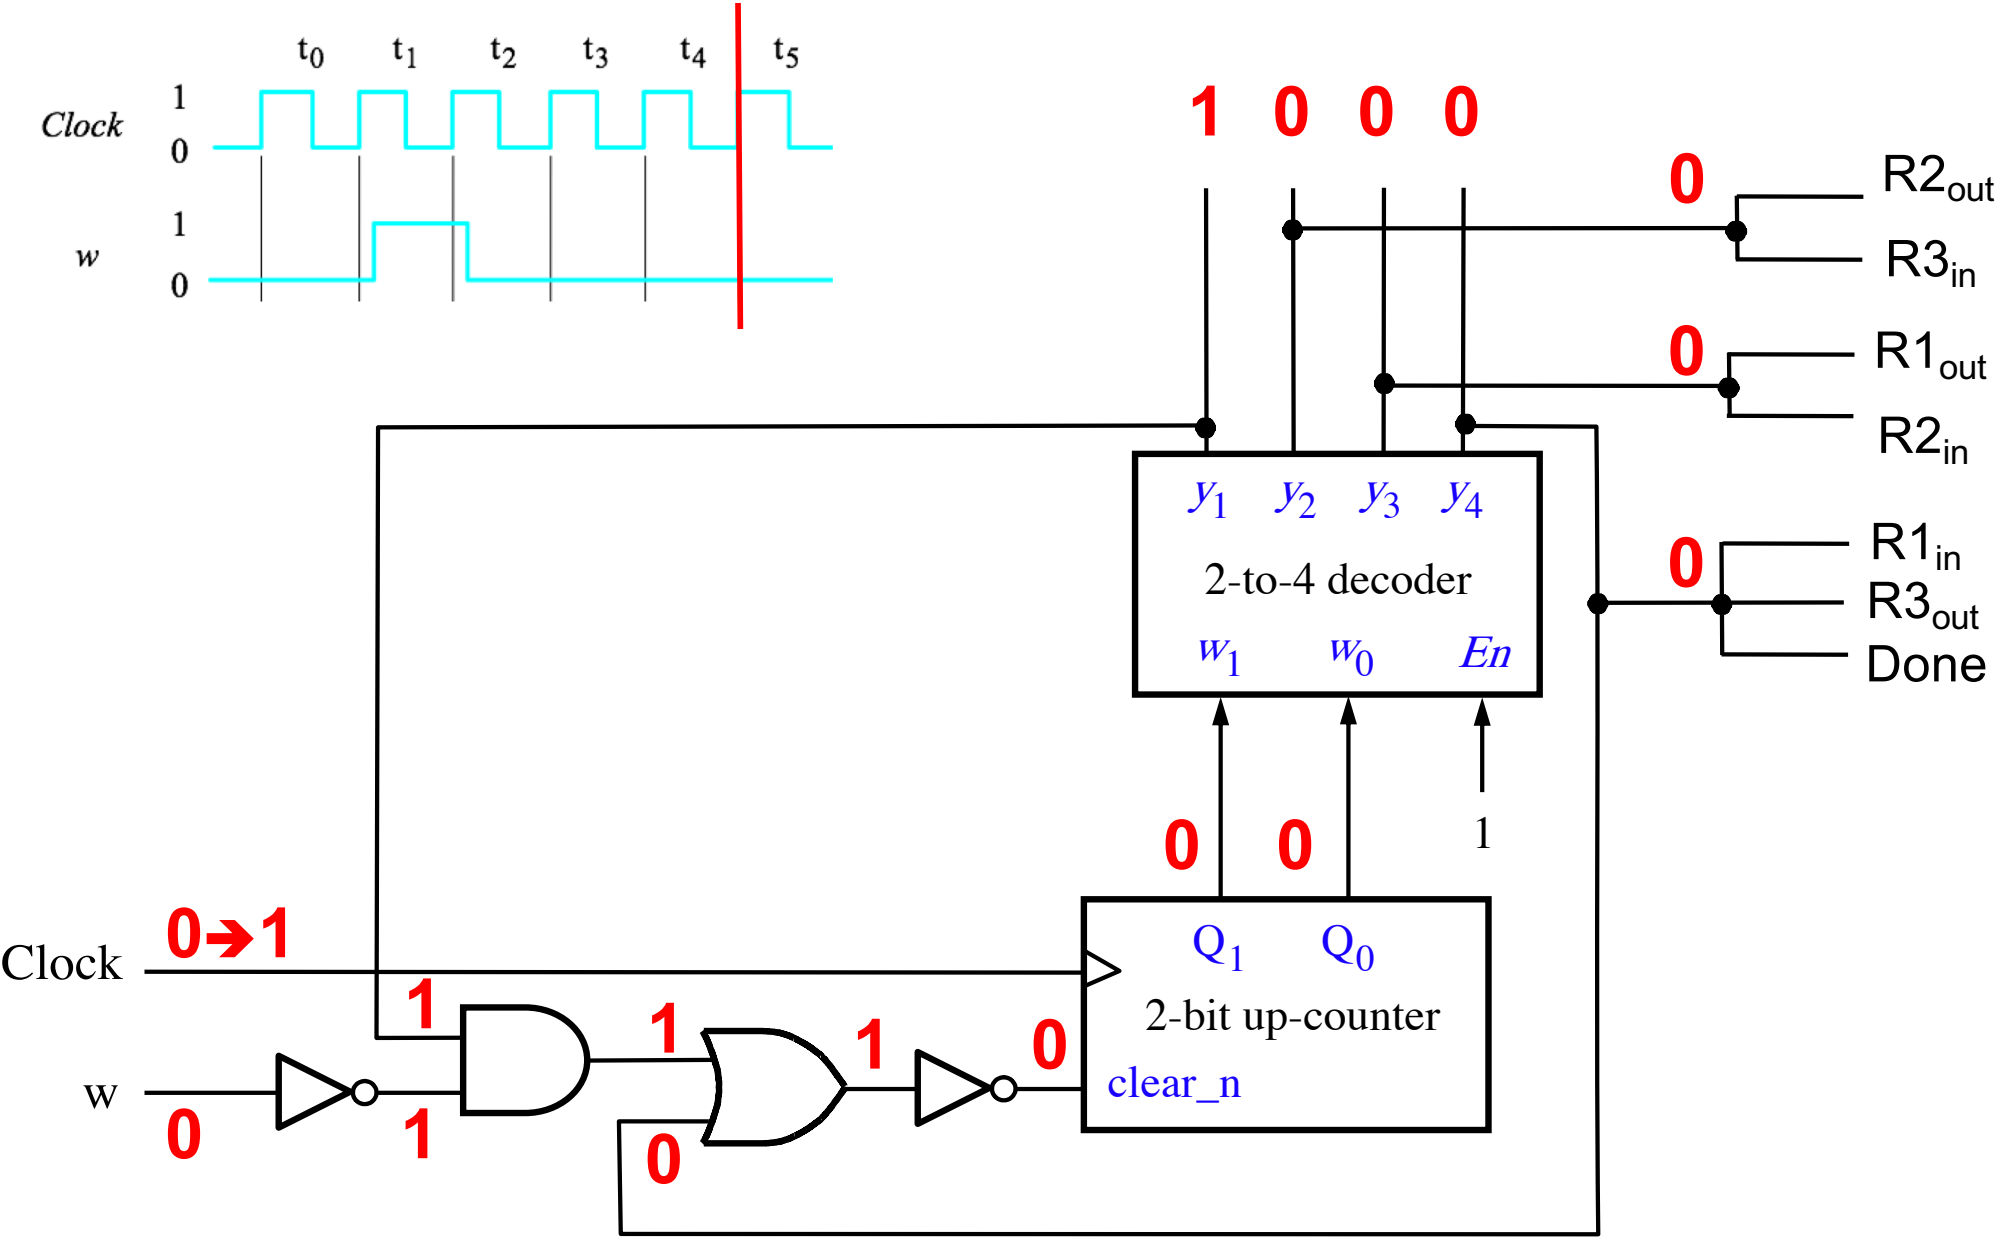 t0 t1 t2 t3 t4 t5
Clock 1
0
w 1
0
1 0 0 0
0 R2out
R3in
0 R1out
R2in
y1 y2 y3 y4
2-to-4 decoder
w1 w0 En
0 R1in
R3out
Done
0 0 1
Clock 0➔1
Q1 Q0
2-bit up-counter
clear_n
1 1 1 0
w 0 1 0